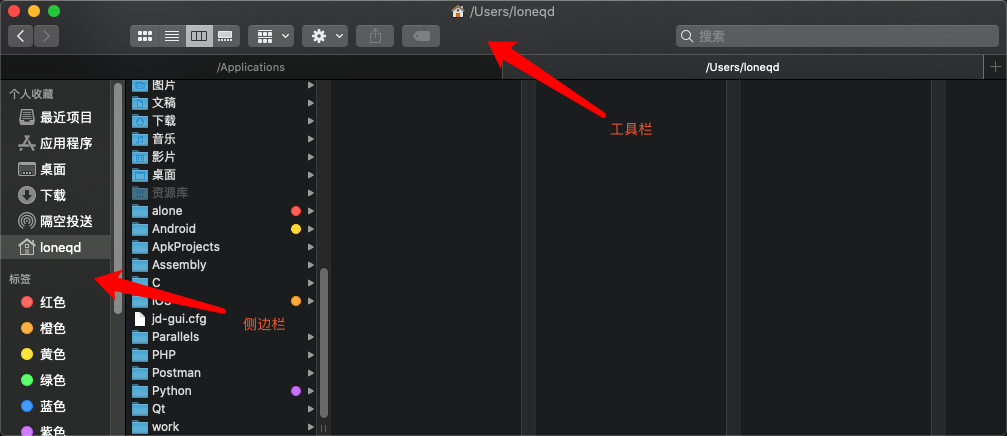 /Users/loneqd
搜索
/Applications
/Users/loneqd
个人收藏
最近项目
应用程序
桌面
下载
隔空投送
loneqd
标签
红色
橙色
黄色
绿色
蓝色
紫色
图片
文稿
下载
音乐
影片
桌面
资源库
alone
Android
ApkProjects
Assembly
C
iOS
jd-gui.cfg
Parallels
PHP
Postman
Python
Qt
work
工具栏
侧边栏